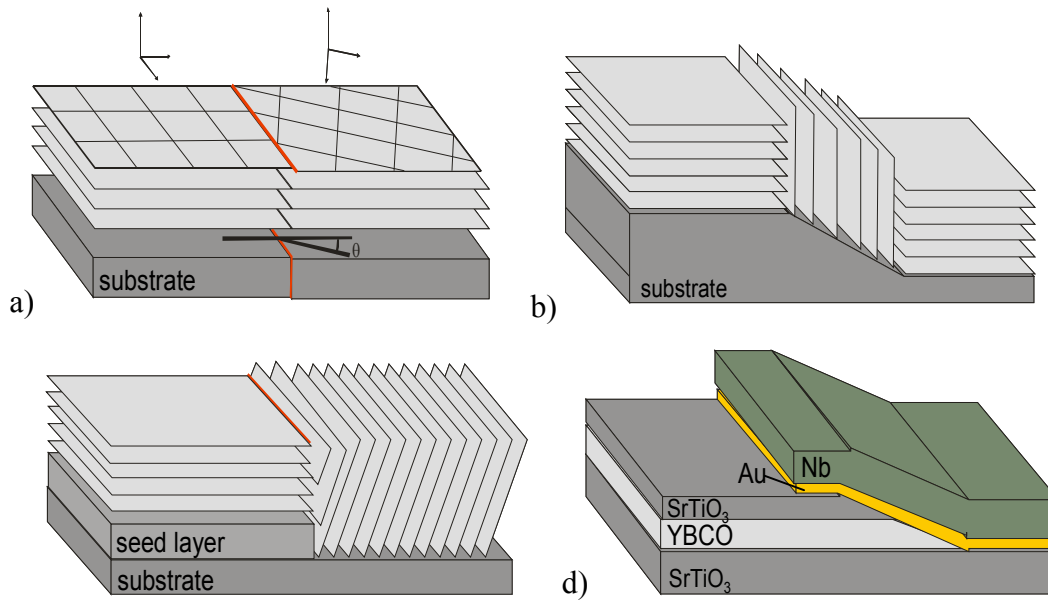 θ
substrate
a)
substrate
b)
seed layer
substrate
Nb
Au
SrTiO₃
YBCO
SrTiO₃
d)